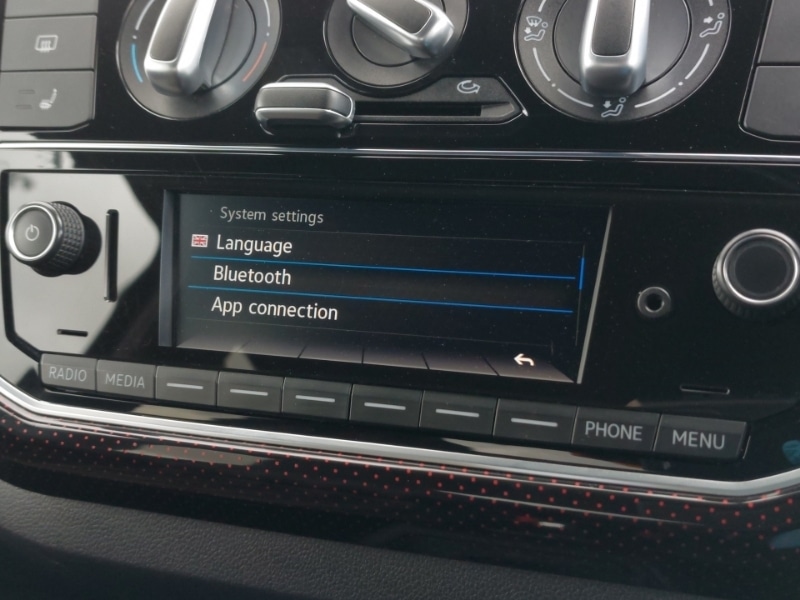 System settings
Language
Bluetooth
App connection
RADIO MEDIA PHONE MENU